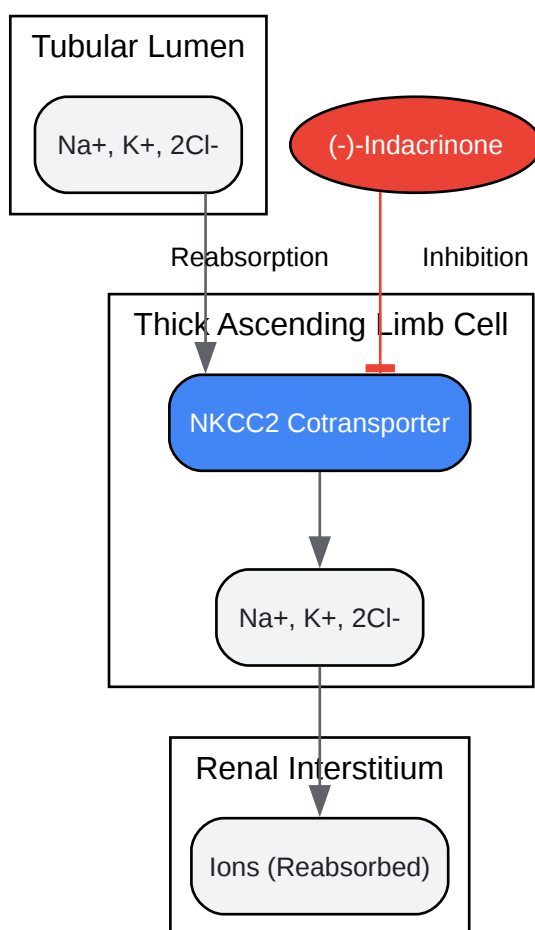 Tubular Lumen
Na+, K+, 2Cl-
(-)-Indacrinone
Reabsorption
Inhibition
Thick Ascending Limb Cell
NKCC2 Cotransporter
Na+, K+, 2Cl-
Renal Interstitium
Ions (Reabsorbed)